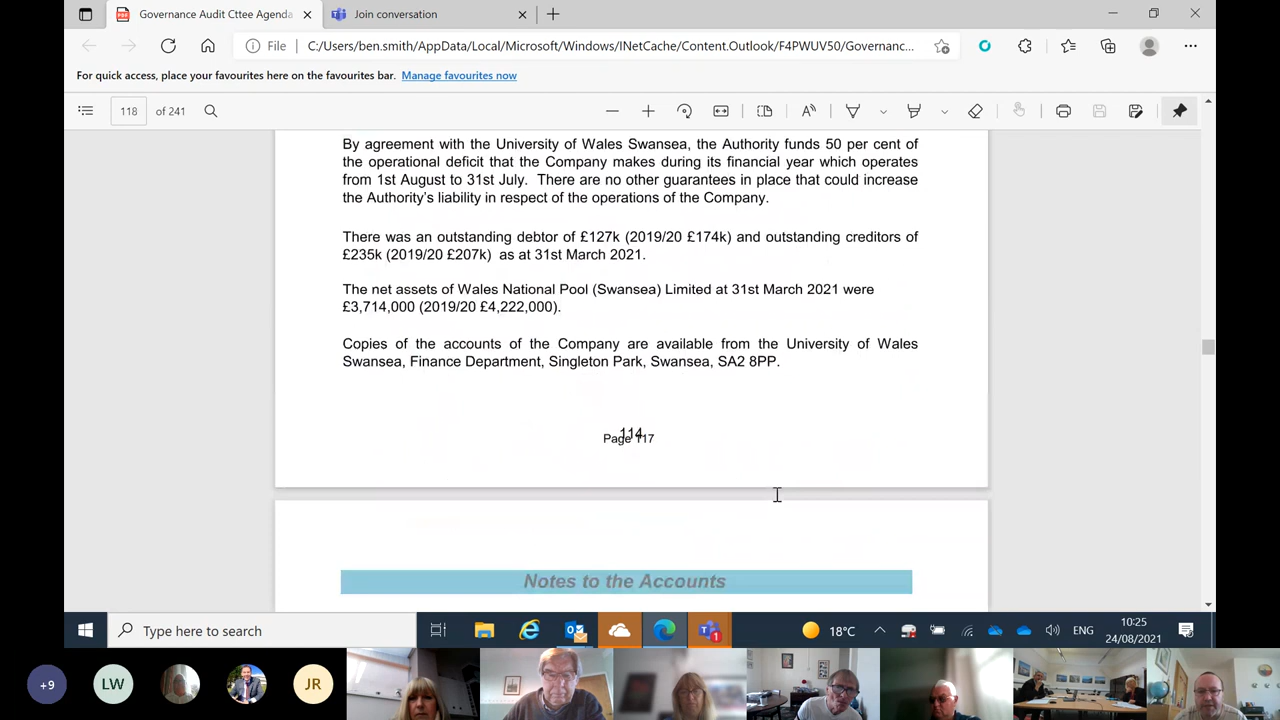 Governance Audit Cttee Agenda
Join conversation
File
C:/Users/ben.smith/AppData/Local/Microsoft/Windows/INetCache/Content.Outlook/F4PWUV50/Governanc...
For quick access, place your favourites here on the favourites bar. Manage favourites now
118 of 241
By agreement with the University of Wales Swansea, the Authority funds 50 per cent of
the operational deficit that the Company makes during its financial year which operates
from 1st August to 31st July. There are no other guarantees in place that could increase
the Authority's liability in respect of the operations of the Company.
There was an outstanding debtor of £127k (2019/20 £174k) and outstanding creditors of
£235k (2019/20 £207k) as at 31st March 2021.
The net assets of Wales National Pool (Swansea) Limited at 31st March 2021 were
£3,714,000 (2019/20 £4,222,000).
Copies of the accounts of the Company are available from the University of Wales
Swansea, Finance Department, Singleton Park, Swansea, SA2 8PP.
114
Page 117
Notes to the Accounts
Type here to search
18°C
ENG
10:25
24/08/2021
+9
LW
JR